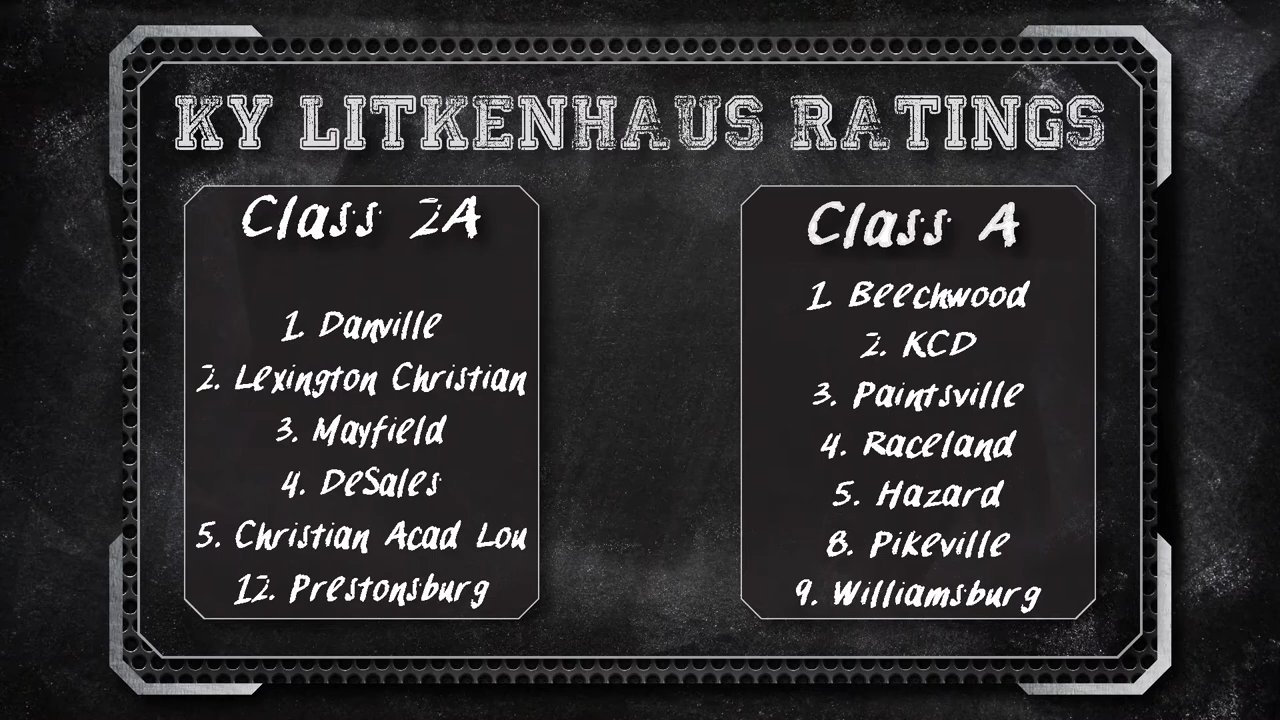 KY LITKENHAUS RATINGS
Class 2A
1. Danville
2. Lexington Christian
3. Mayfield
4. DeSales
5. Christian Acad Lou
12. Prestonsburg
Class A
1. Beechwood
2. KCD
3. Paintsville
4. Raceland
5. Hazard
8. Pikeville
9. Williamsburg